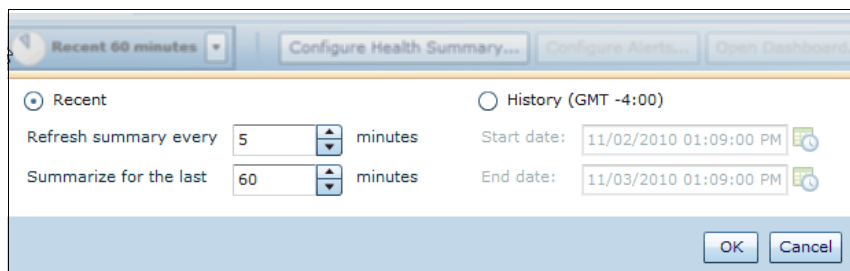 Recent 60 minutes Configure Health Summary... Configure Alerts... Open Dashboard
Recent History (GMT -4:00)
Refresh summary every 5 minutes Start date: 11/02/2010 01:09:00 PM
Summarize for the last 60 minutes End date: 11/03/2010 01:09:00 PM
OK Cancel